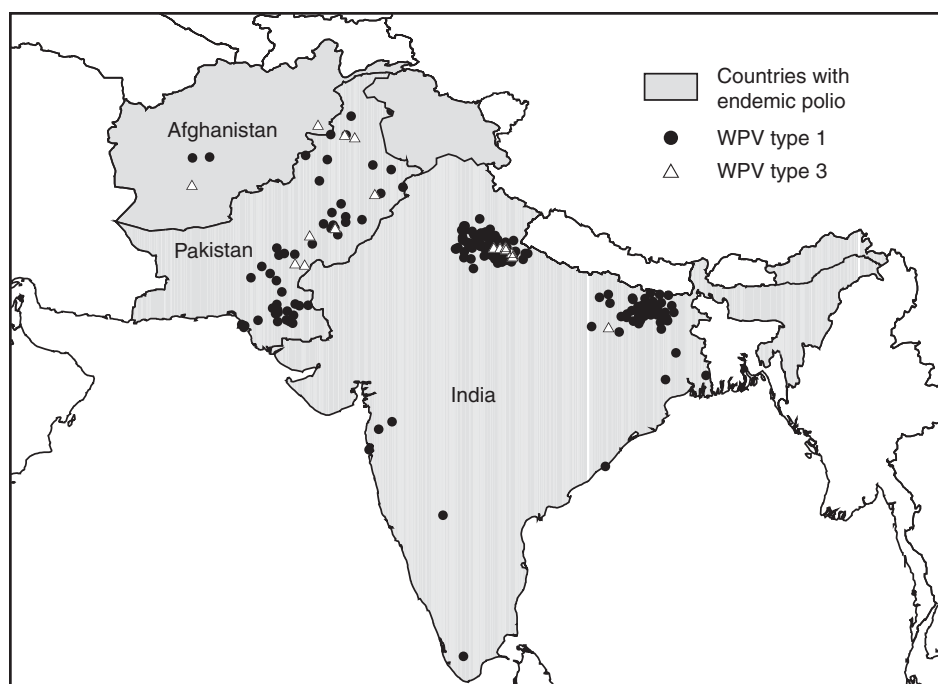 Countries with
endemic polio
WPV type 1
WPV type 3
Afghanistan
Pakistan
India